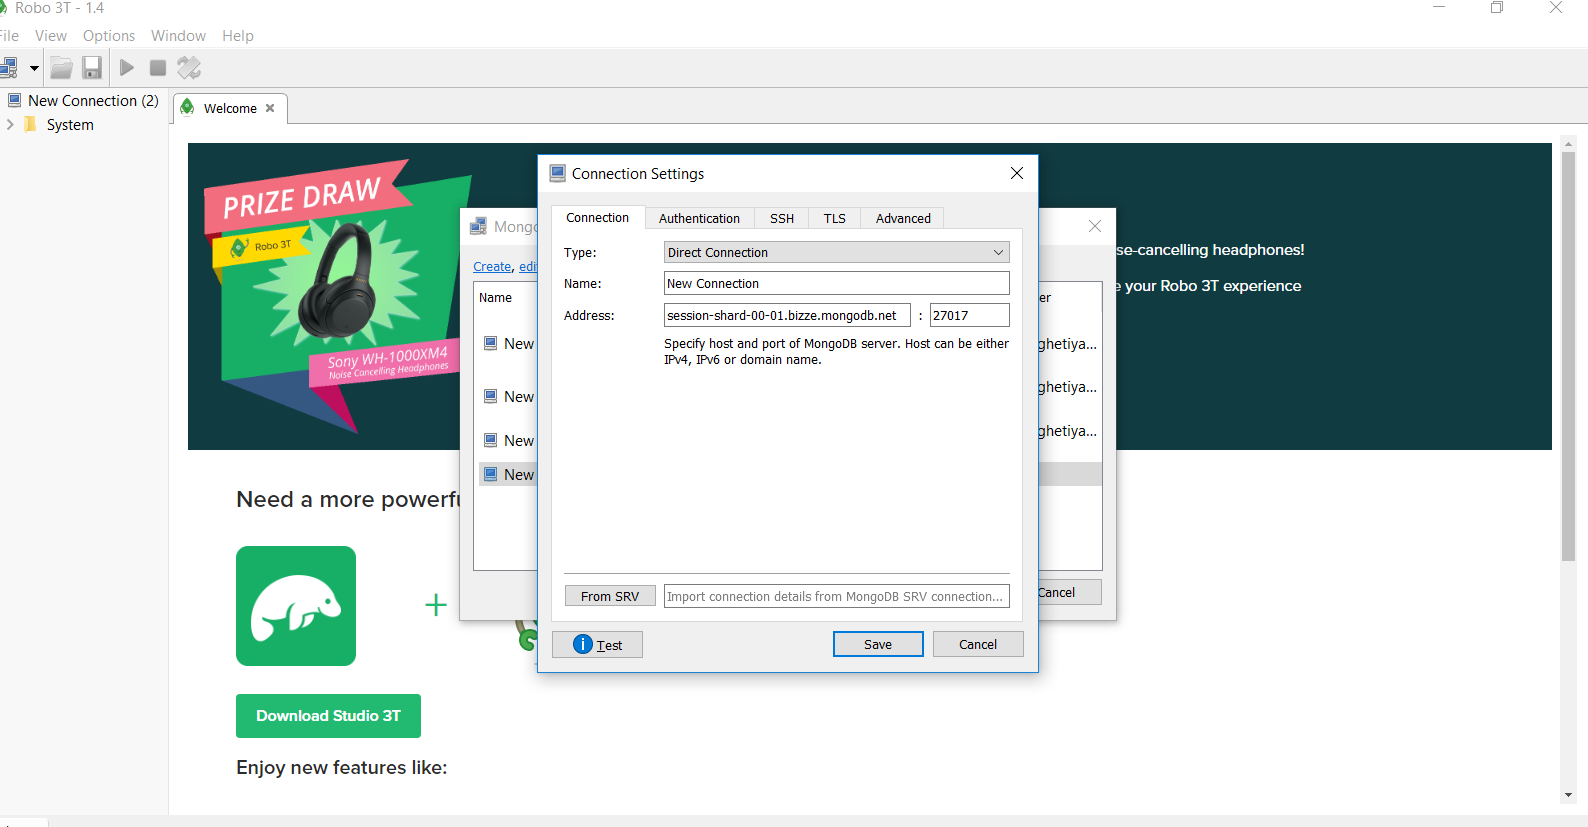 Robo 3T - 1.4
File View Options Window Help
New Connection (2)
System
Welcome
PRIZE DRAW
Robo 3T
Sony WH-1000XM4
Noise Cancelling Headphones
se-cancelling headphones!
e your Robo 3T experience
Need a more powerfu
Download Studio 3T
Enjoy new features like:
Mongo
Create, edi
Name
er
New
ghetiya...
New
ghetiya...
New
ghetiya...
New
Cancel
Connection Settings
Connection Authentication SSH TLS Advanced
Type: Direct Connection
Name: New Connection
Address: session-shard-00-01.bizze.mongodb.net : 27017
Specify host and port of MongoDB server. Host can be either
IPv4, IPv6 or domain name.
From SRV Import connection details from MongoDB SRV connection...
Test Save Cancel